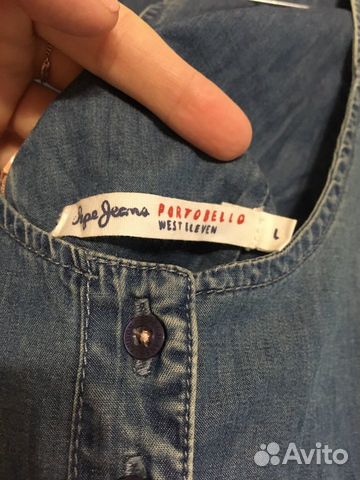 Pepe Jeans PORTOBELLO
WEST ELEVEN
L
Avito